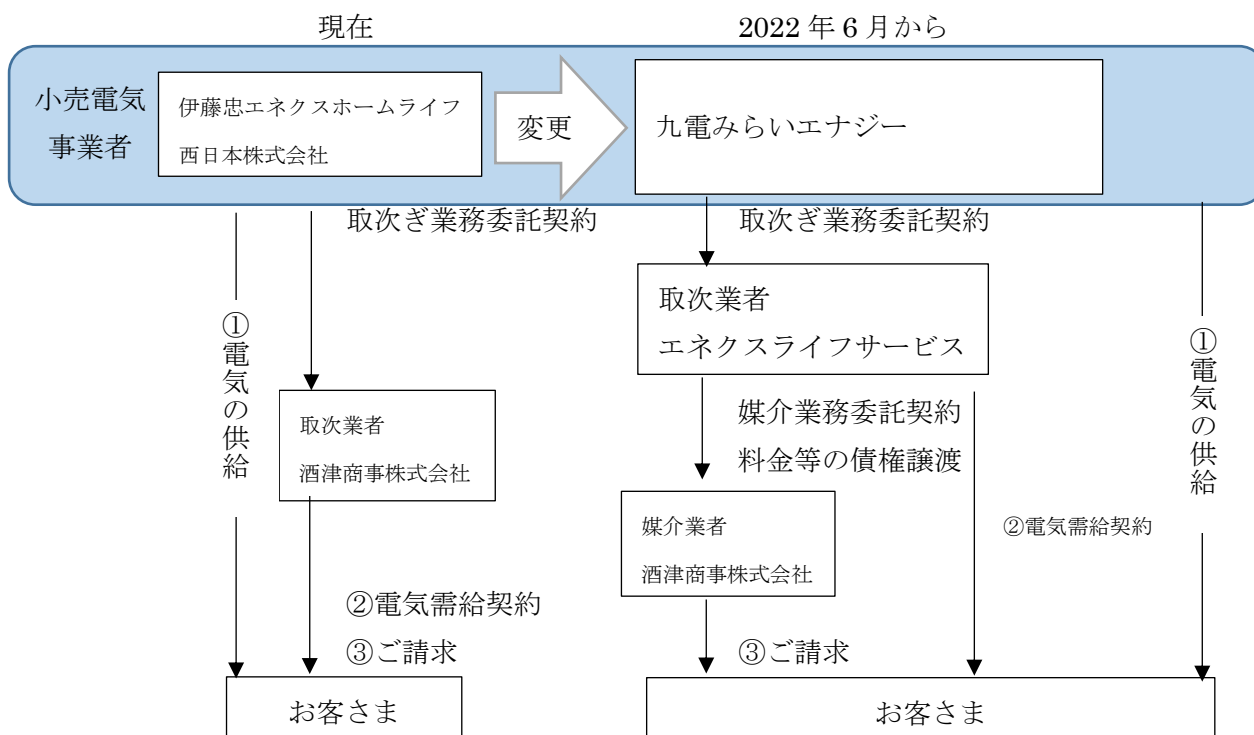 現在
2022 年 6 月から
小売電気
事業者
伊藤忠エネクスホームライフ
西日本株式会社
変更
九電みらいエナジー
取次ぎ業務委託契約
取次ぎ業務委託契約
取次業者
エネクスライフサービス
①電気の供給
①電気の供給
取次業者
酒津商事株式会社
媒介業務委託契約
料金等の債権譲渡
媒介業者
酒津商事株式会社
②電気需給契約
②電気需給契約
③ご請求
③ご請求
お客さま
お客さま